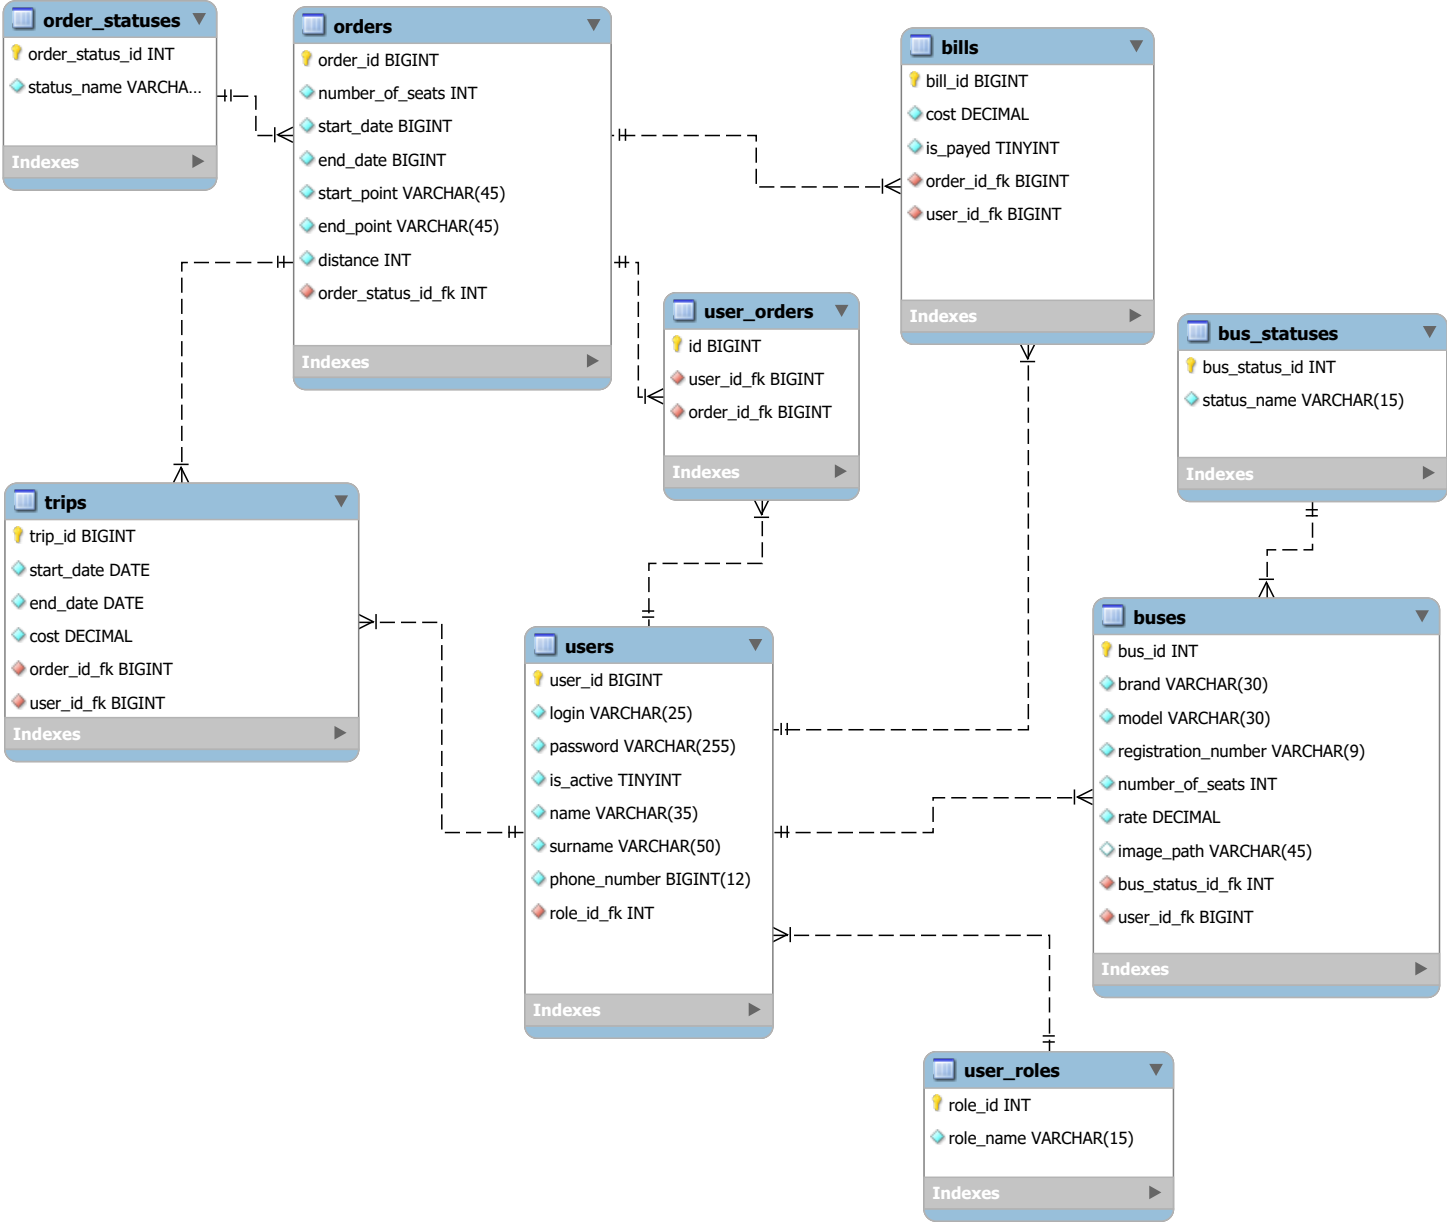 order_statuses
order_status_id INT
status_name VARCHA...
Indexes
orders
order_id BIGINT
number_of_seats INT
start_date BIGINT
end_date BIGINT
start_point VARCHAR(45)
end_point VARCHAR(45)
distance INT
order_status_id_fk INT
Indexes
bills
bill_id BIGINT
cost DECIMAL
is_payed TINYINT
order_id_fk BIGINT
user_id_fk BIGINT
Indexes
user_orders
id BIGINT
user_id_fk BIGINT
order_id_fk BIGINT
Indexes
bus_statuses
bus_status_id INT
status_name VARCHAR(15)
Indexes
trips
trip_id BIGINT
start_date DATE
end_date DATE
cost DECIMAL
order_id_fk BIGINT
user_id_fk BIGINT
Indexes
users
user_id BIGINT
login VARCHAR(25)
password VARCHAR(255)
is_active TINYINT
name VARCHAR(35)
surname VARCHAR(50)
phone_number BIGINT(12)
role_id_fk INT
Indexes
buses
bus_id INT
brand VARCHAR(30)
model VARCHAR(30)
registration_number VARCHAR(9)
number_of_seats INT
rate DECIMAL
image_path VARCHAR(45)
bus_status_id_fk INT
user_id_fk BIGINT
Indexes
user_roles
role_id INT
role_name VARCHAR(15)
Indexes